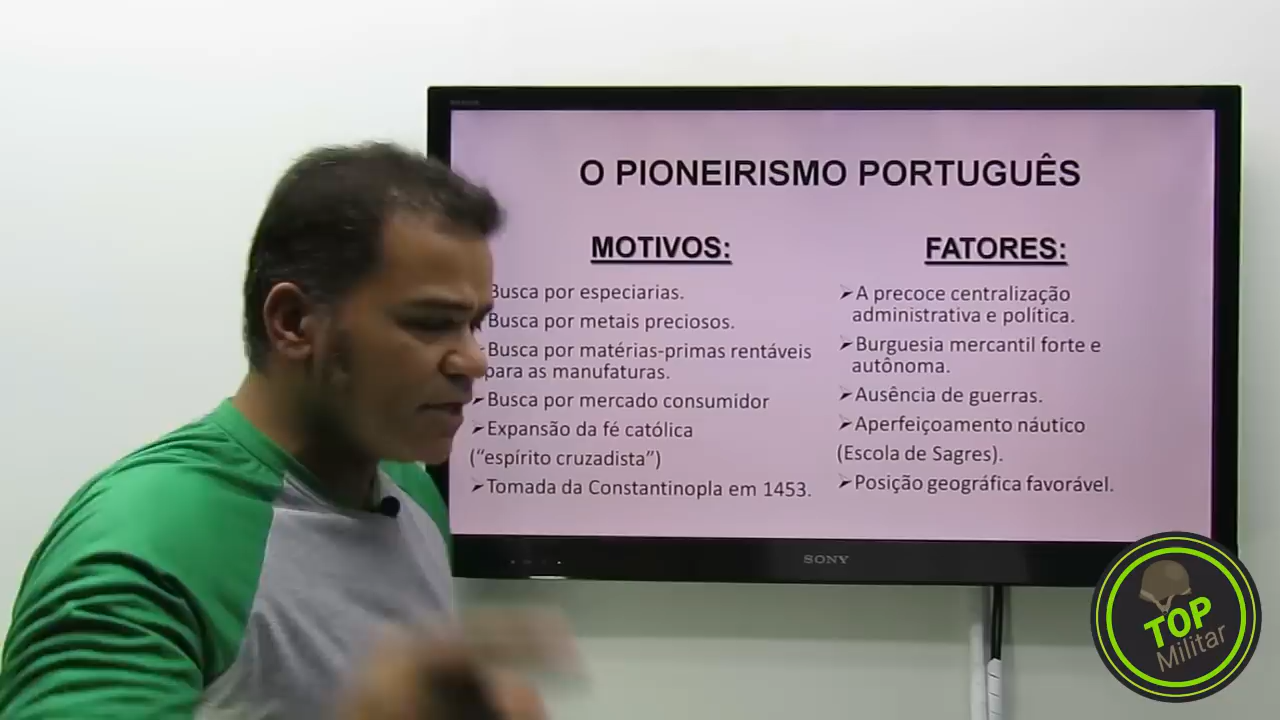 O PIONEIRISMO PORTUGUÊS
MOTIVOS:
Busca por especiarias.
Busca por metais preciosos.
Busca por matérias-primas rentáveis
para as manufaturas.
Busca por mercado consumidor
Expansão da fé católica
(“espírito cruzadista”)
Tomada da Constantinopla em 1453.
FATORES:
A precoce centralização
administrativa e política.
Burguesia mercantil forte e
autônoma.
Ausência de guerras.
Aperfeiçoamento náutico
(Escola de Sagres).
Posição geográfica favorável.
SONY
TOP
Militar